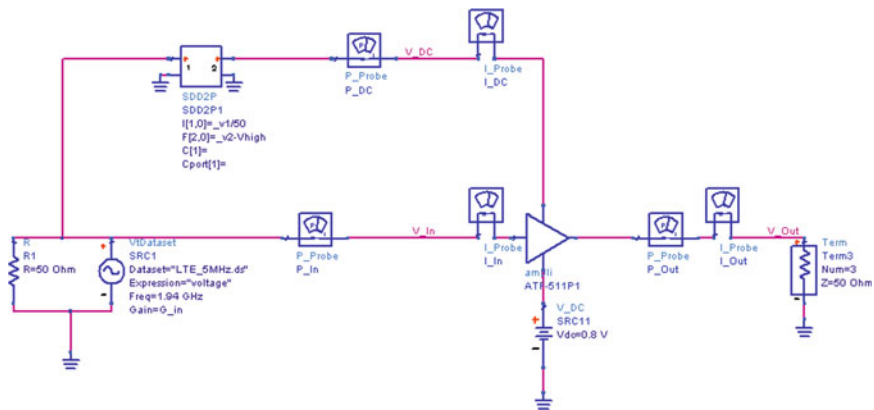 V_DC
I_Probe
I_DC
P_Probe
P_DC
1
2
SDD2P
SDD2P1
I[1,0]=_v1/50
F[2,0]=_v2-Vhigh
C[1]=
Cport[1]=
R
R1
R=50 Ohm
VtDataset
SRC1
Dataset="LTE_5MHz.ds"
Expression="voltage"
Freq=1.94 GHz
Gain=G_in
P_Probe
P_In
V_In
I_Probe
I_In
ampli
ATF-511P1
P_Probe
P_Out
I_Probe
I_Out
V_Out
Term
Term3
Num=3
Z=50 Ohm
V_DC
SRC11
Vdc=0.8 V